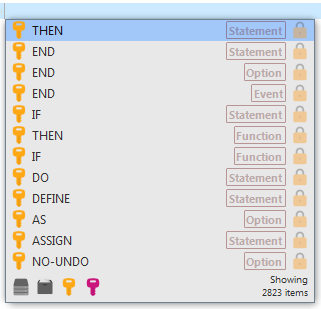 THEN Statement
END Statement
END Option
END Event
IF Statement
THEN Function
IF Function
DO Statement
DEFINE Statement
AS Option
ASSIGN Statement
NO-UNDO Option
Showing
2823 items